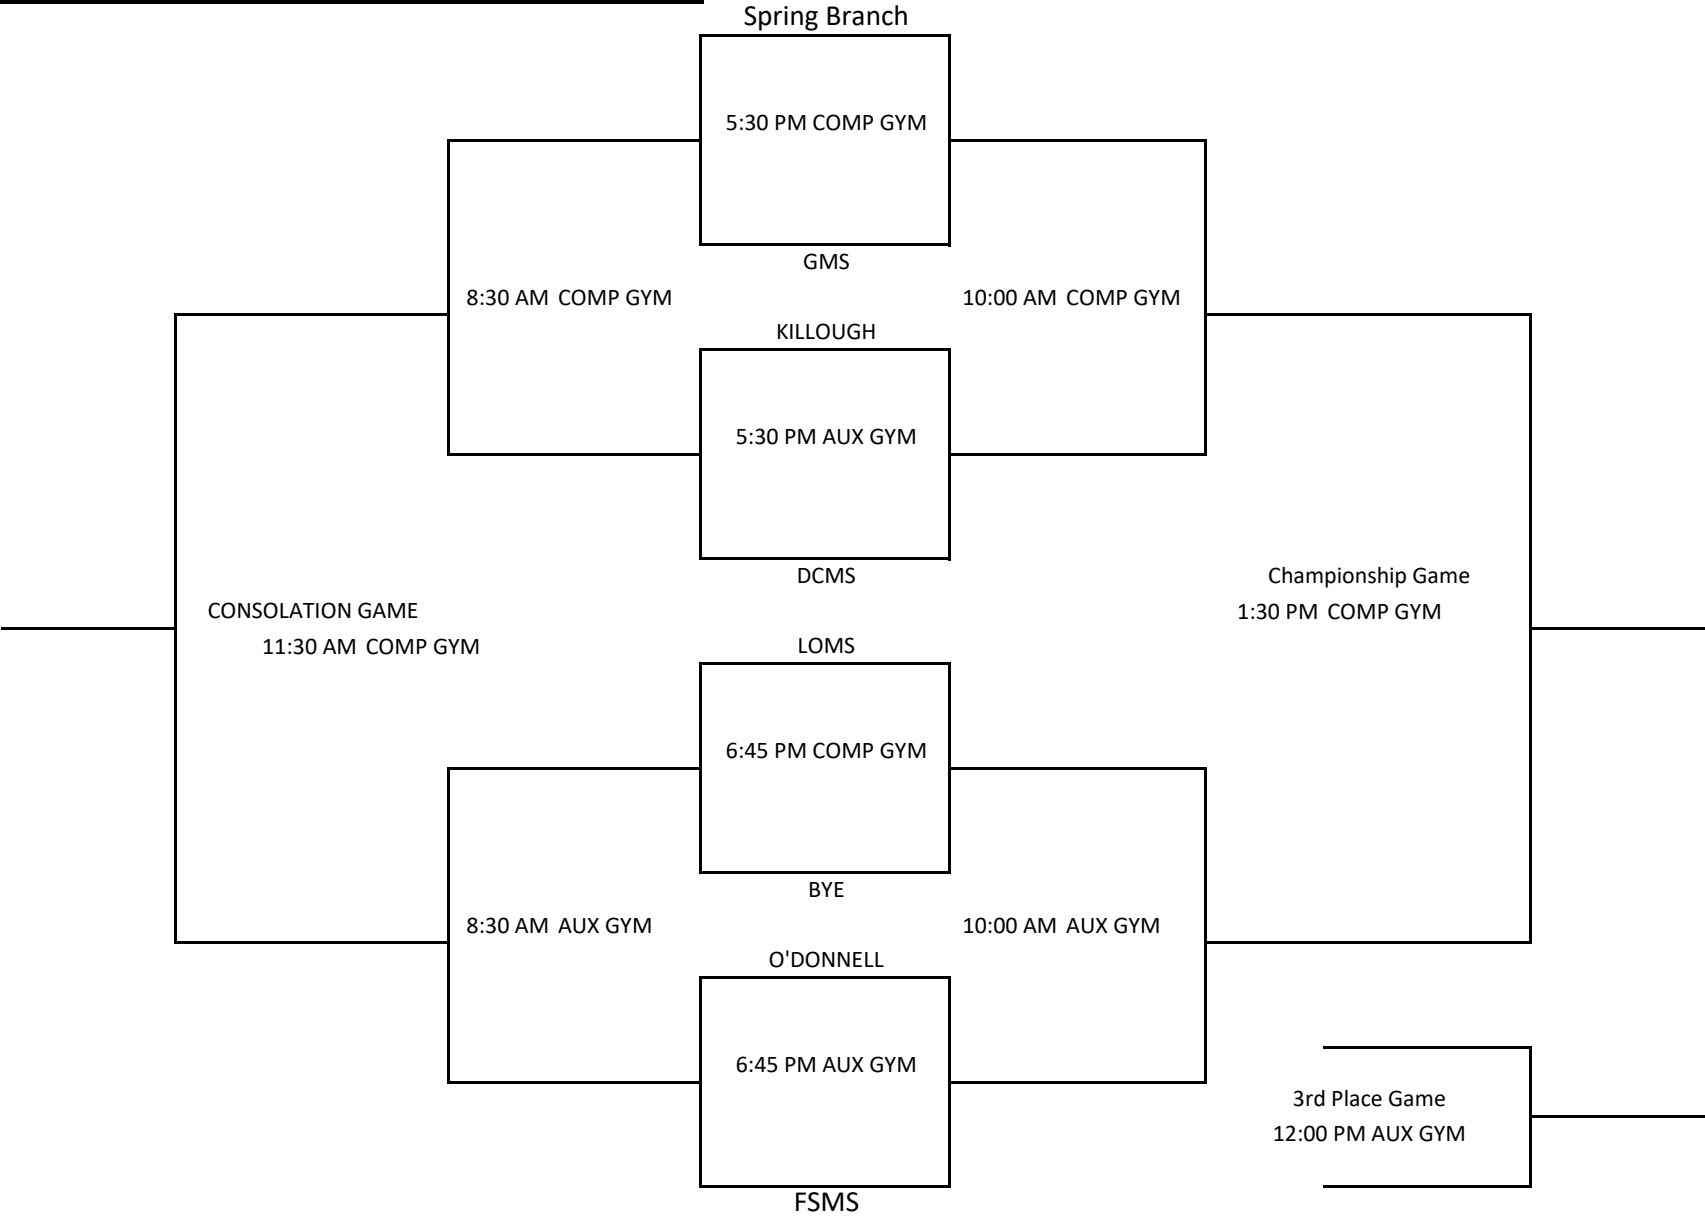 Spring Branch
5:30 PM COMP GYM
GMS
8:30 AM COMP GYM
10:00 AM COMP GYM
KILLOUGH
5:30 PM AUX GYM
DCMS
Championship Game
CONSOLATION GAME
1:30 PM COMP GYM
11:30 AM COMP GYM
LOMS
6:45 PM COMP GYM
BYE
8:30 AM AUX GYM
10:00 AM AUX GYM
O'DONNELL
6:45 PM AUX GYM
3rd Place Game
12:00 PM AUX GYM
FSMS